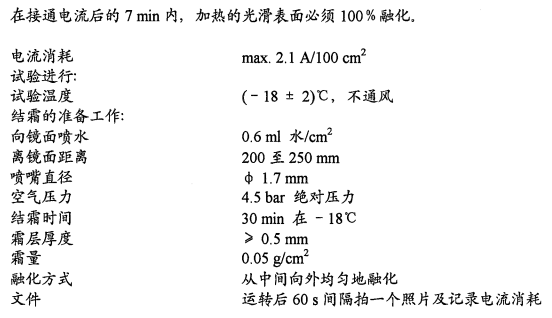 在接通电流后的 7 min 内，加热的光滑表面必须 100%融化。
电流消耗 max. 2.1 A/100 cm²
试验进行:
试验温度 (－18 ± 2)℃，不通风
结霜的准备工作:
向镜面喷水 0.6 ml 水/cm²
离镜面距离 200 至 250 mm
喷嘴直径 φ 1.7 mm
空气压力 4.5 bar 绝对压力
结霜时间 30 min 在 －18℃
霜层厚度 ≥ 0.5 mm
霜量 0.05 g/cm²
融化方式 从中间向外均匀地融化
文件 运转后 60 s 间隔拍一个照片及记录电流消耗